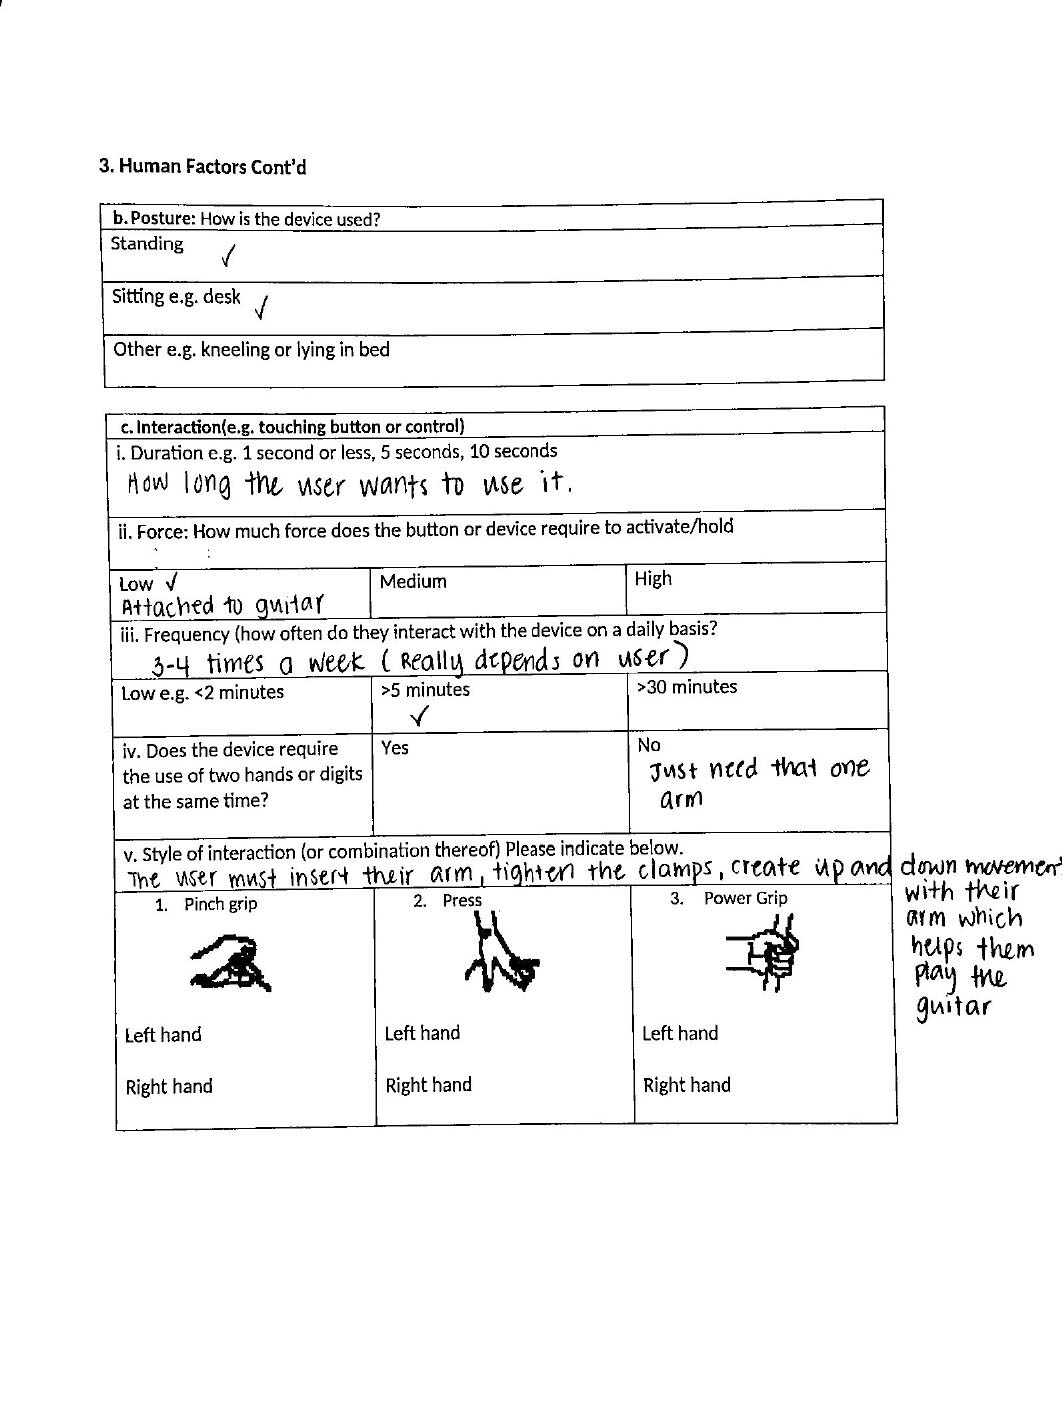 3. Human Factors Cont'd
b. Posture: How is the device used?
Standing ✓
Sitting e.g. desk ✓
Other e.g. kneeling or lying in bed
c. Interaction(e.g. touching button or control)
i. Duration e.g. 1 second or less, 5 seconds, 10 seconds
How long the user wants to use it.
ii. Force: How much force does the button or device require to activate/hold
Low ✓
Attached to guitar
Medium
High
iii. Frequency (how often do they interact with the device on a daily basis?
3-4 times a week (Really depends on user)
Low e.g. <2 minutes
>5 minutes
✓
>30 minutes
iv. Does the device require
the use of two hands or digits
at the same time?
Yes
No
Just need that one
arm
v. Style of interaction (or combination thereof) Please indicate below.
The user must insert their arm, tighten the clamps, create up and down movement
with their
arm which
helps them
play the
guitar
1. Pinch grip
Left hand
Right hand
2. Press
Left hand
Right hand
3. Power Grip
Left hand
Right hand